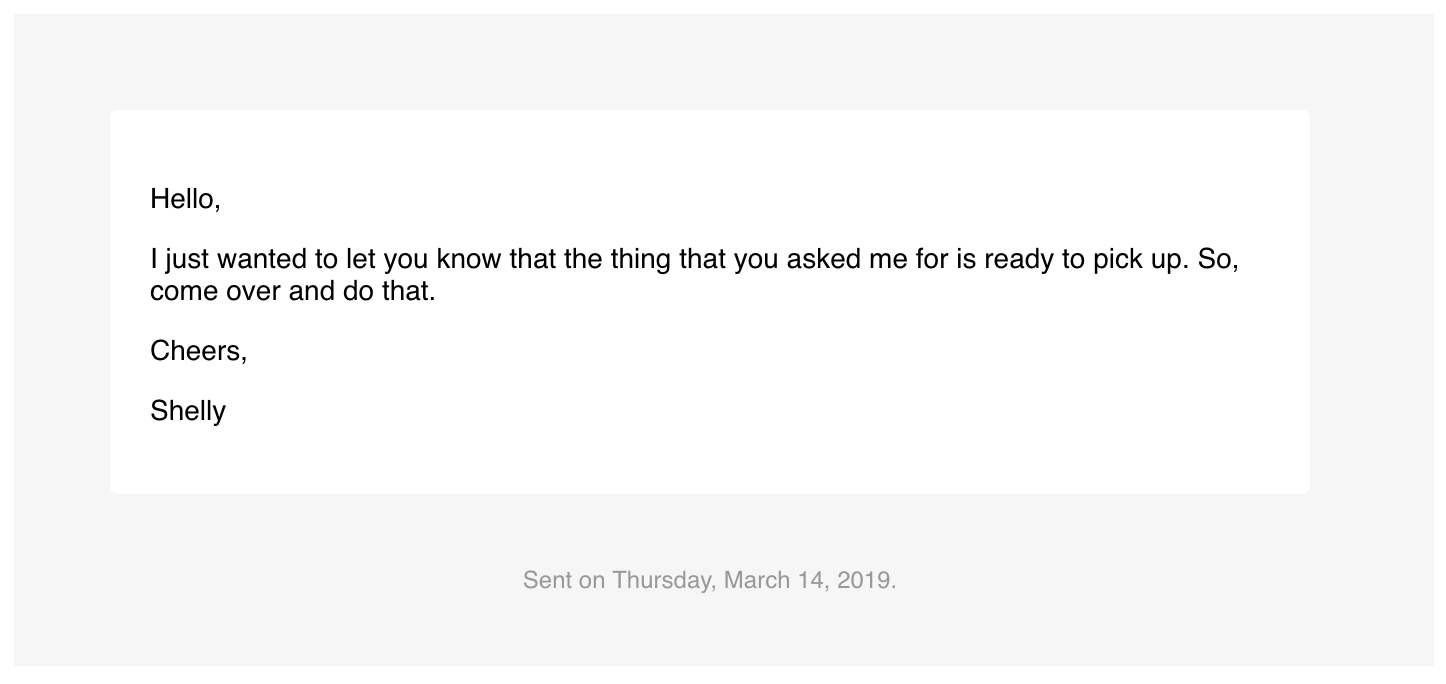 Hello,
I just wanted to let you know that the thing that you asked me for is ready to pick up. So,
come over and do that.
Cheers,
Shelly
Sent on Thursday, March 14, 2019.